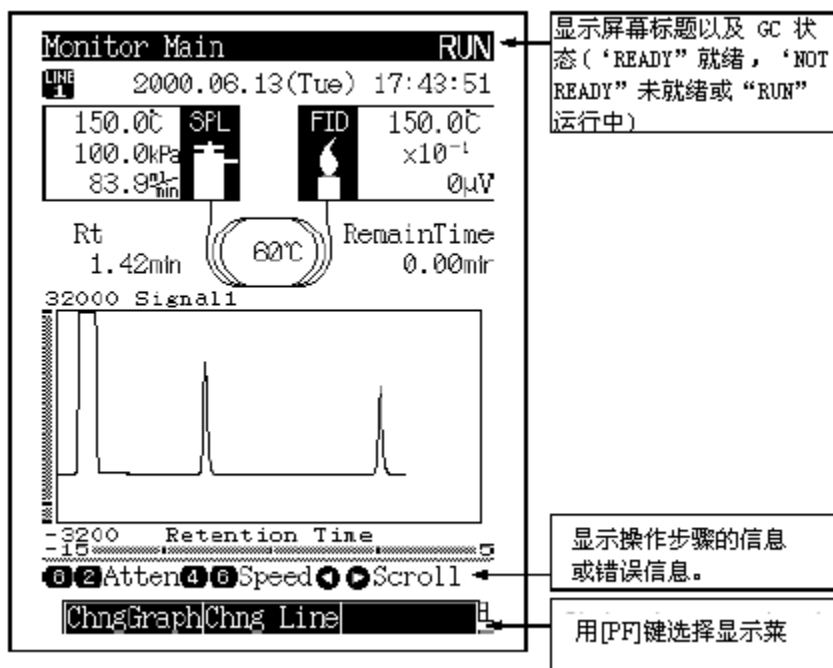 Monitor Main RUN
显示屏幕标题以及 GC 状
态(‘READY”就绪，‘NOT
READY”未就绪或“RUN”
运行中)
LINE
1
2000.06.13(Tue) 17:43:51
150.0℃ SPL FID 150.0℃
100.0kPa ×10⁻¹
83.9ml/min 0μV
Rt 60℃ RemainTime
1.42min 0.00min
32000 Signal1
-3200 Retention Time
-15 5
8 2 Atten 4 6 Speed ◀ ▶ Scroll
显示操作步骤的信息
或错误信息。
ChngGraph Chng Line
用[PF]键选择显示菜